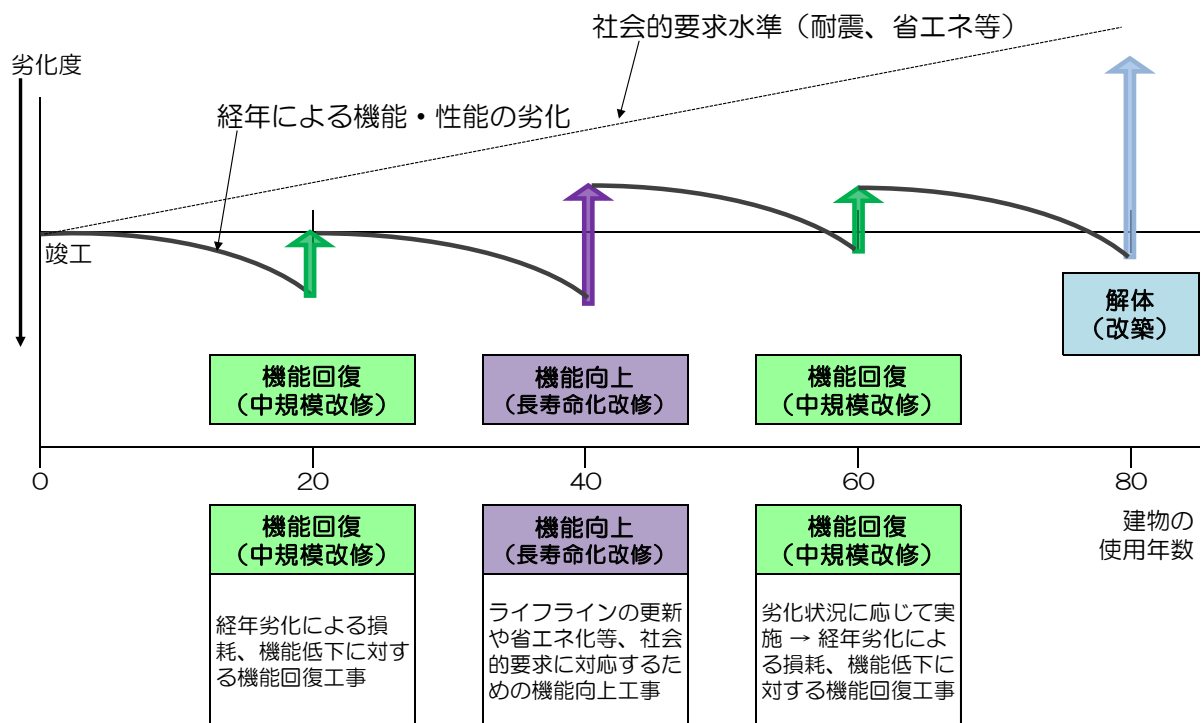 社会的要求水準（耐震、省エネ等）
劣化度
経年による機能・性能の劣化
竣工
解体
（改築）
機能回復
（中規模改修）
機能向上
（長寿命化改修）
機能回復
（中規模改修）
0
20
40
60
80
建物の
使用年数
機能回復
（中規模改修）
経年劣化による損
耗、機能低下に対す
る機能回復工事
機能向上
（長寿命化改修）
ライフラインの更新
や省エネ化等、社会
的要求に対応するた
めの機能向上工事
機能回復
（中規模改修）
劣化状況に応じて実
施 → 経年劣化によ
る損耗、機能低下に
対する機能回復工事